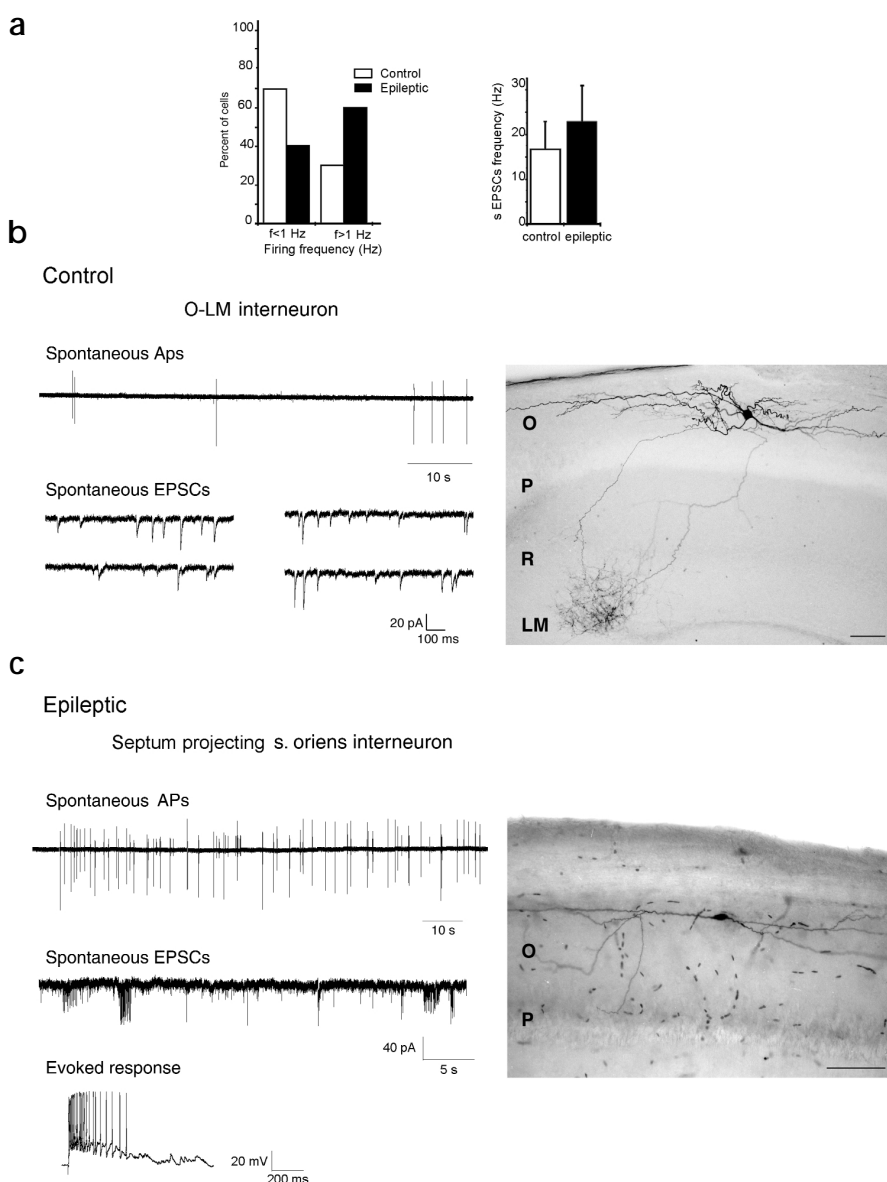 a
100
80
60
40
20
0
Percent of cells
f<1 Hz
f>1 Hz
Firing frequency (Hz)
Control
Epileptic
30
20
10
0
s EPSCs frequency (Hz)
control epileptic
b
Control
O-LM interneuron
Spontaneous Aps
10 s
Spontaneous EPSCs
20 pA
100 ms
O
P
R
LM
c
Epileptic
Septum projecting s. oriens interneuron
Spontaneous APs
10 s
Spontaneous EPSCs
40 pA
5 s
Evoked response
20 mV
200 ms
O
P